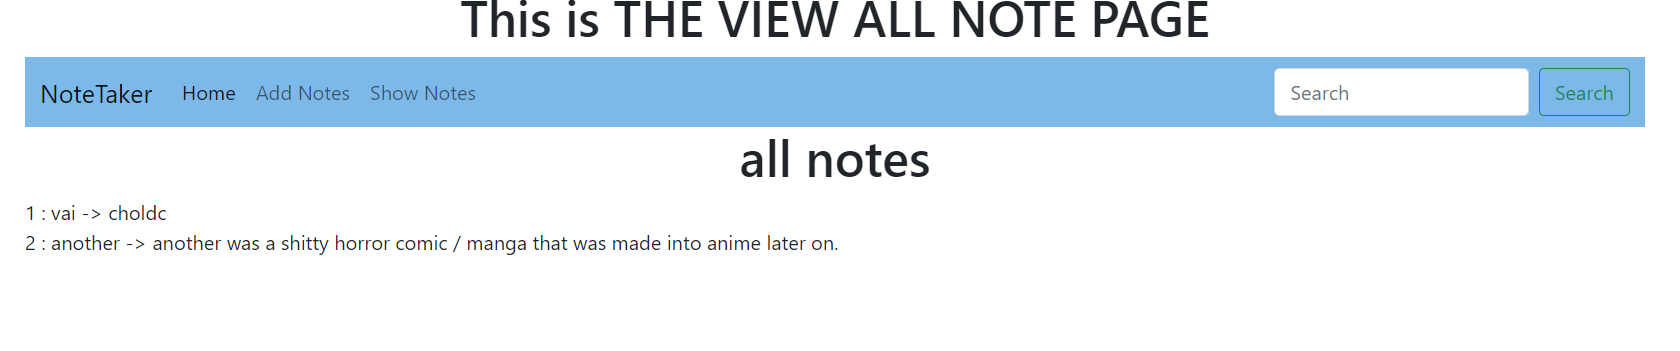 This is THE VIEW ALL NOTE PAGE
NoteTaker Home Add Notes Show Notes Search Search
all notes
1 : vai -> choldc
2 : another -> another was a shitty horror comic / manga that was made into anime later on.